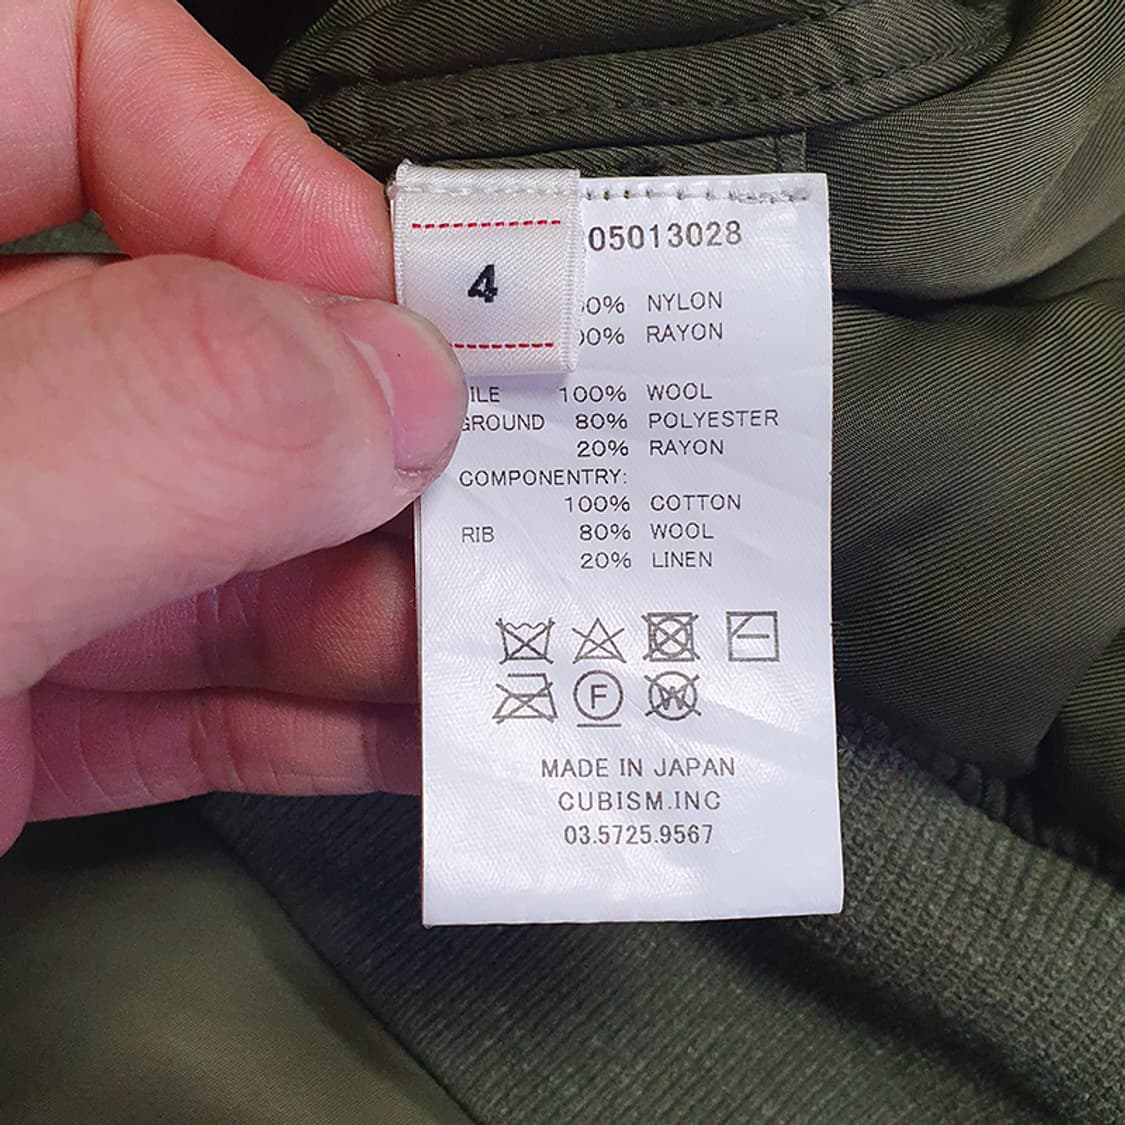 4
05013028
0% NYLON
00% RAYON
ILE 100% WOOL
GROUND 80% POLYESTER
20% RAYON
COMPONENTRY:
100% COTTON
RIB 80% WOOL
20% LINEN
F W
MADE IN JAPAN
CUBISM.INC
03.5725.9567